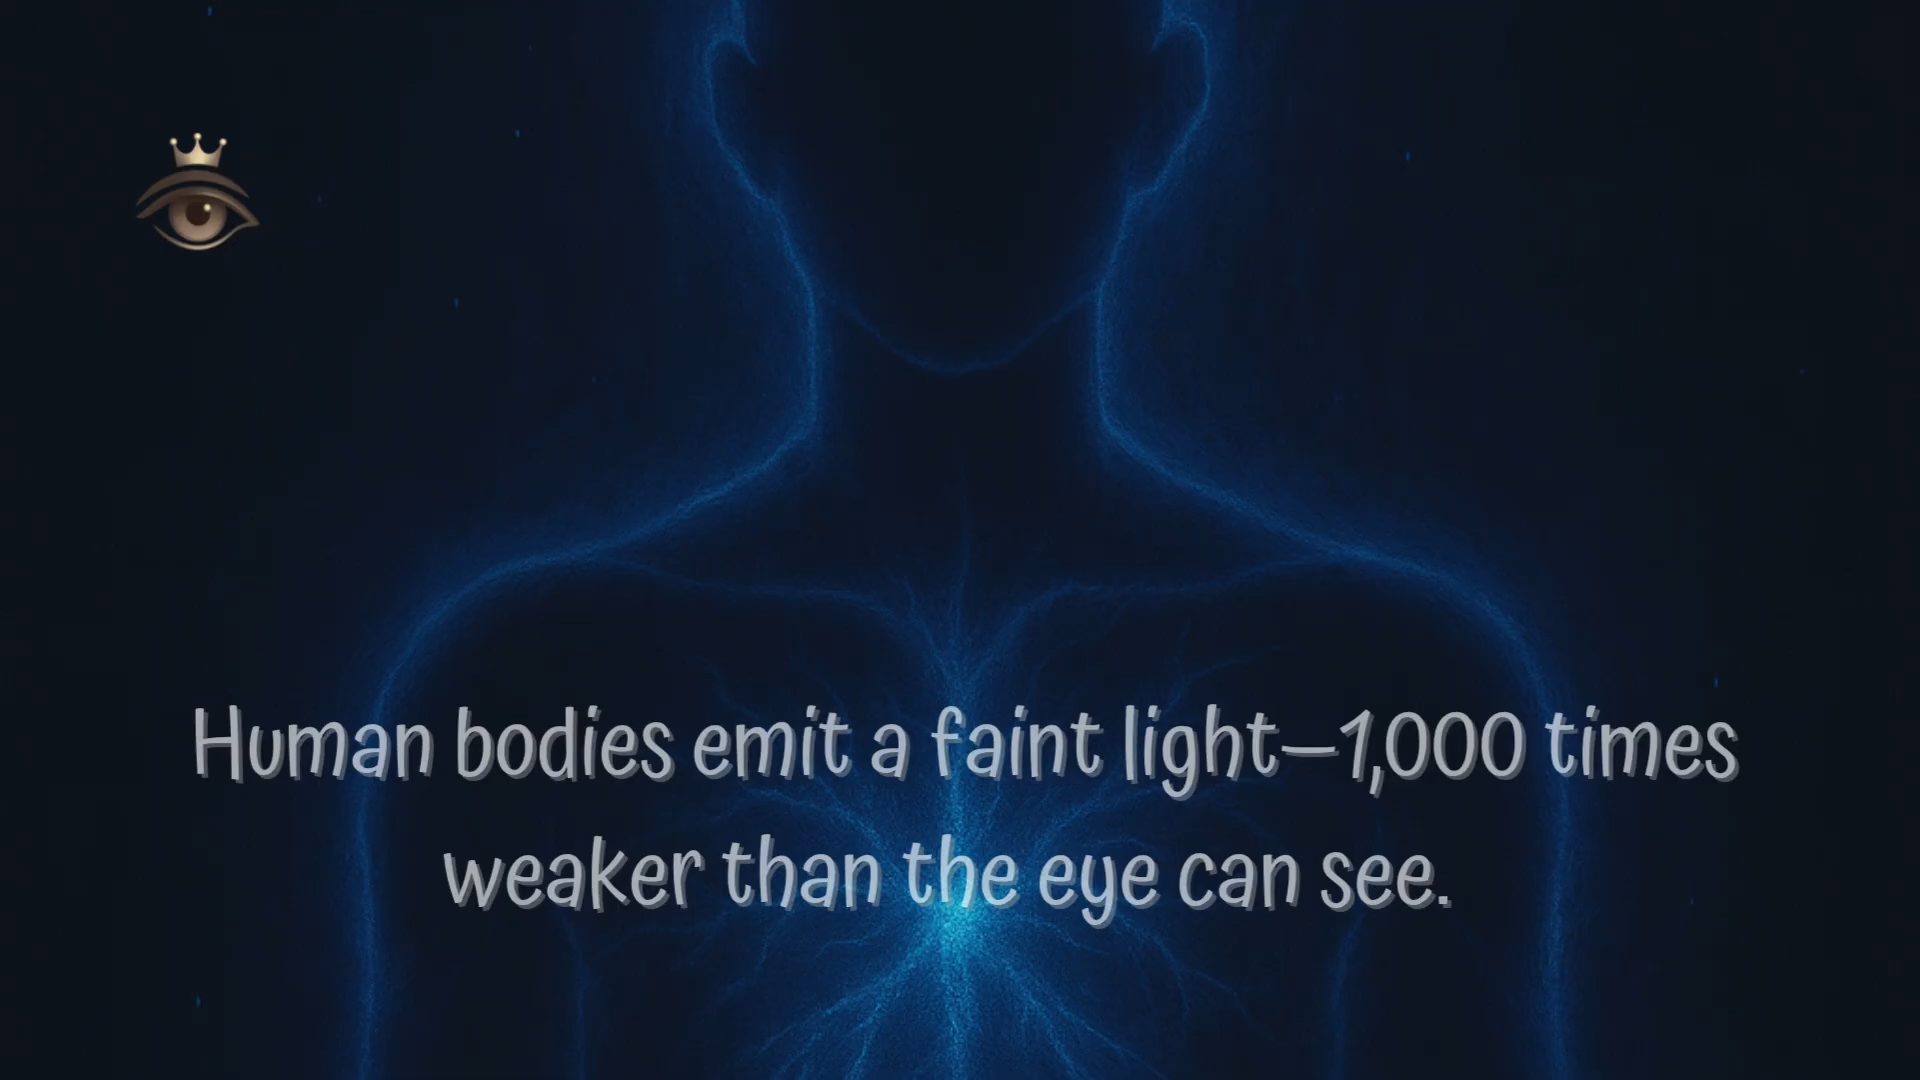 Human bodies emit a faint light—1,000 times
weaker than the eye can see.